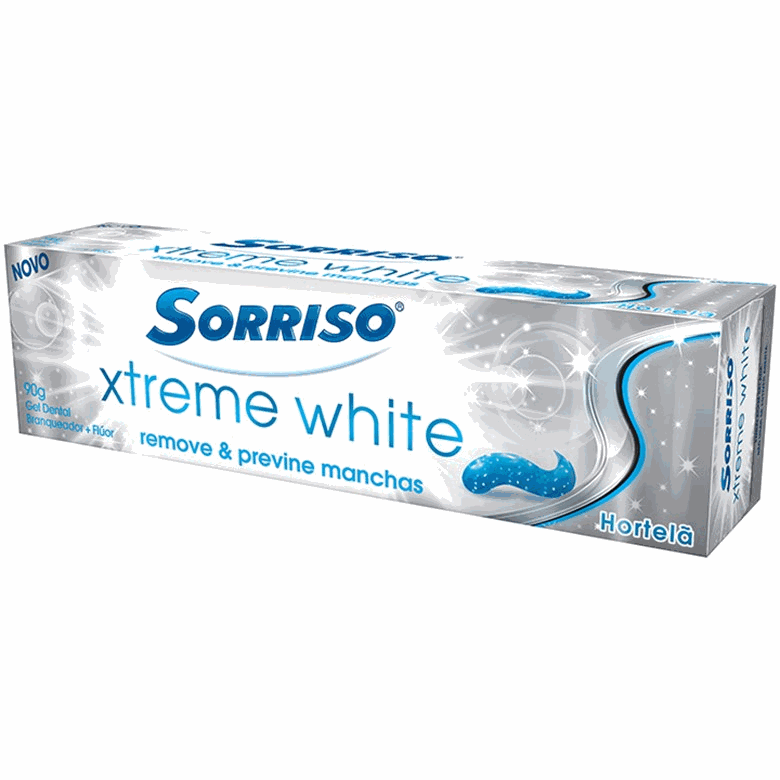 SORRISO
xtreme white
remove & previne manchas
Hortelã
NOVO
SORRISO®
xtreme white
remove & previne manchas
90g
Gel Dental
Branqueador + Flúor
Hortelã
SORRISO
xtreme white